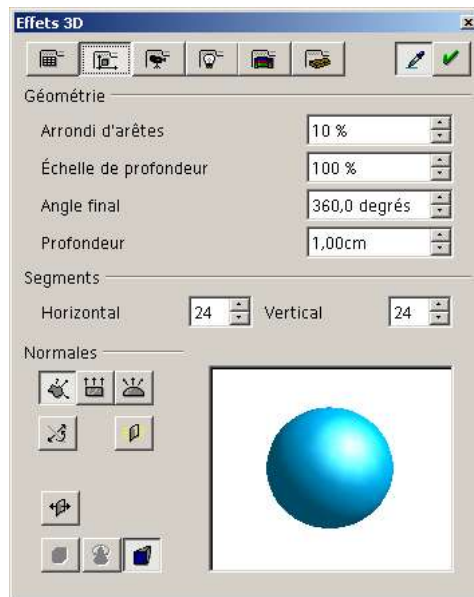 Effets 3D
Géométrie
Arrondi d'arêtes 10 %
Échelle de profondeur 100 %
Angle final 360,0 degrés
Profondeur 1,00cm
Segments
Horizontal 24 Vertical 24
Normales